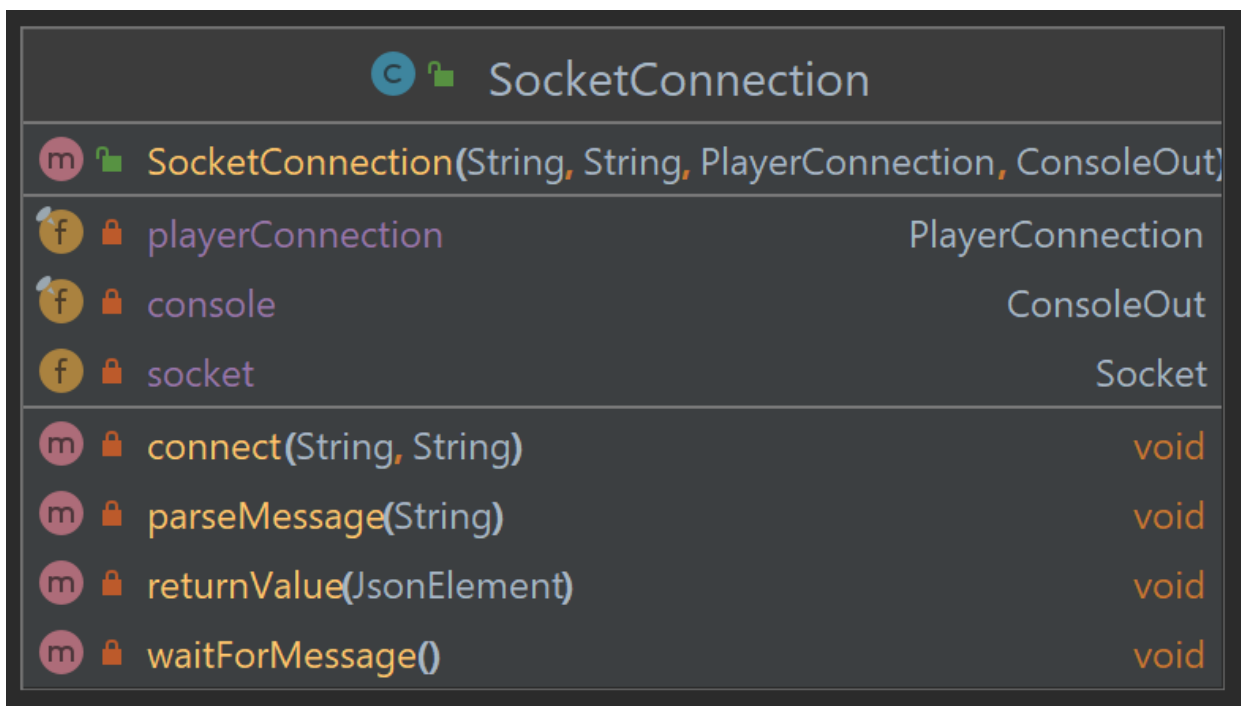 C SocketConnection
m SocketConnection(String, String, PlayerConnection, ConsoleOut)
f playerConnection PlayerConnection
f console ConsoleOut
f socket Socket
m connect(String, String) void
m parseMessage(String) void
m returnValue(JsonElement) void
m waitForMessage() void